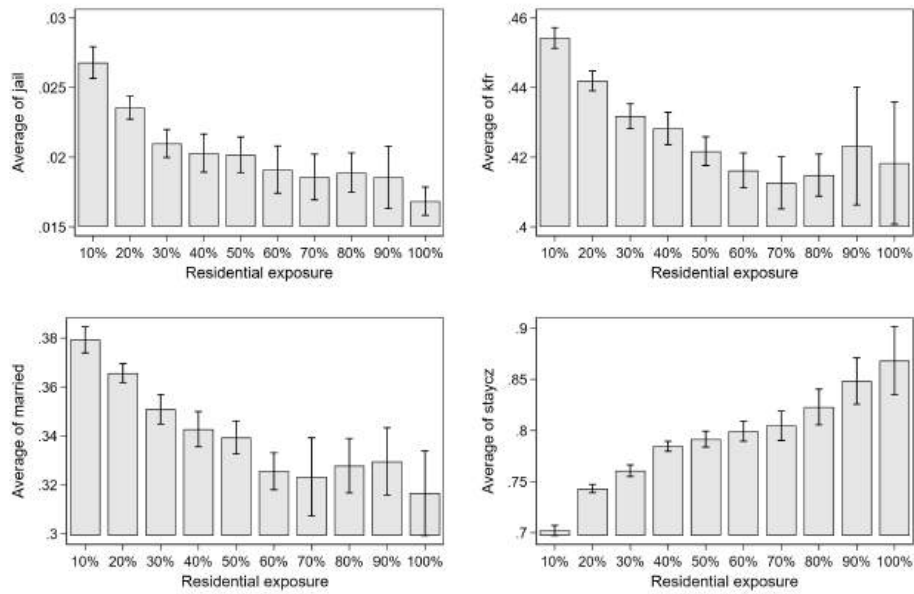 Average of jail
.03
.025
.02
.015
10% 20% 30% 40% 50% 60% 70% 80% 90% 100%
Residential exposure
Average of kfr
.46
.44
.42
.4
10% 20% 30% 40% 50% 60% 70% 80% 90% 100%
Residential exposure
Average of married
.38
.36
.34
.32
.3
10% 20% 30% 40% 50% 60% 70% 80% 90% 100%
Residential exposure
Average of staycz
.9
.85
.8
.75
.7
10% 20% 30% 40% 50% 60% 70% 80% 90% 100%
Residential exposure